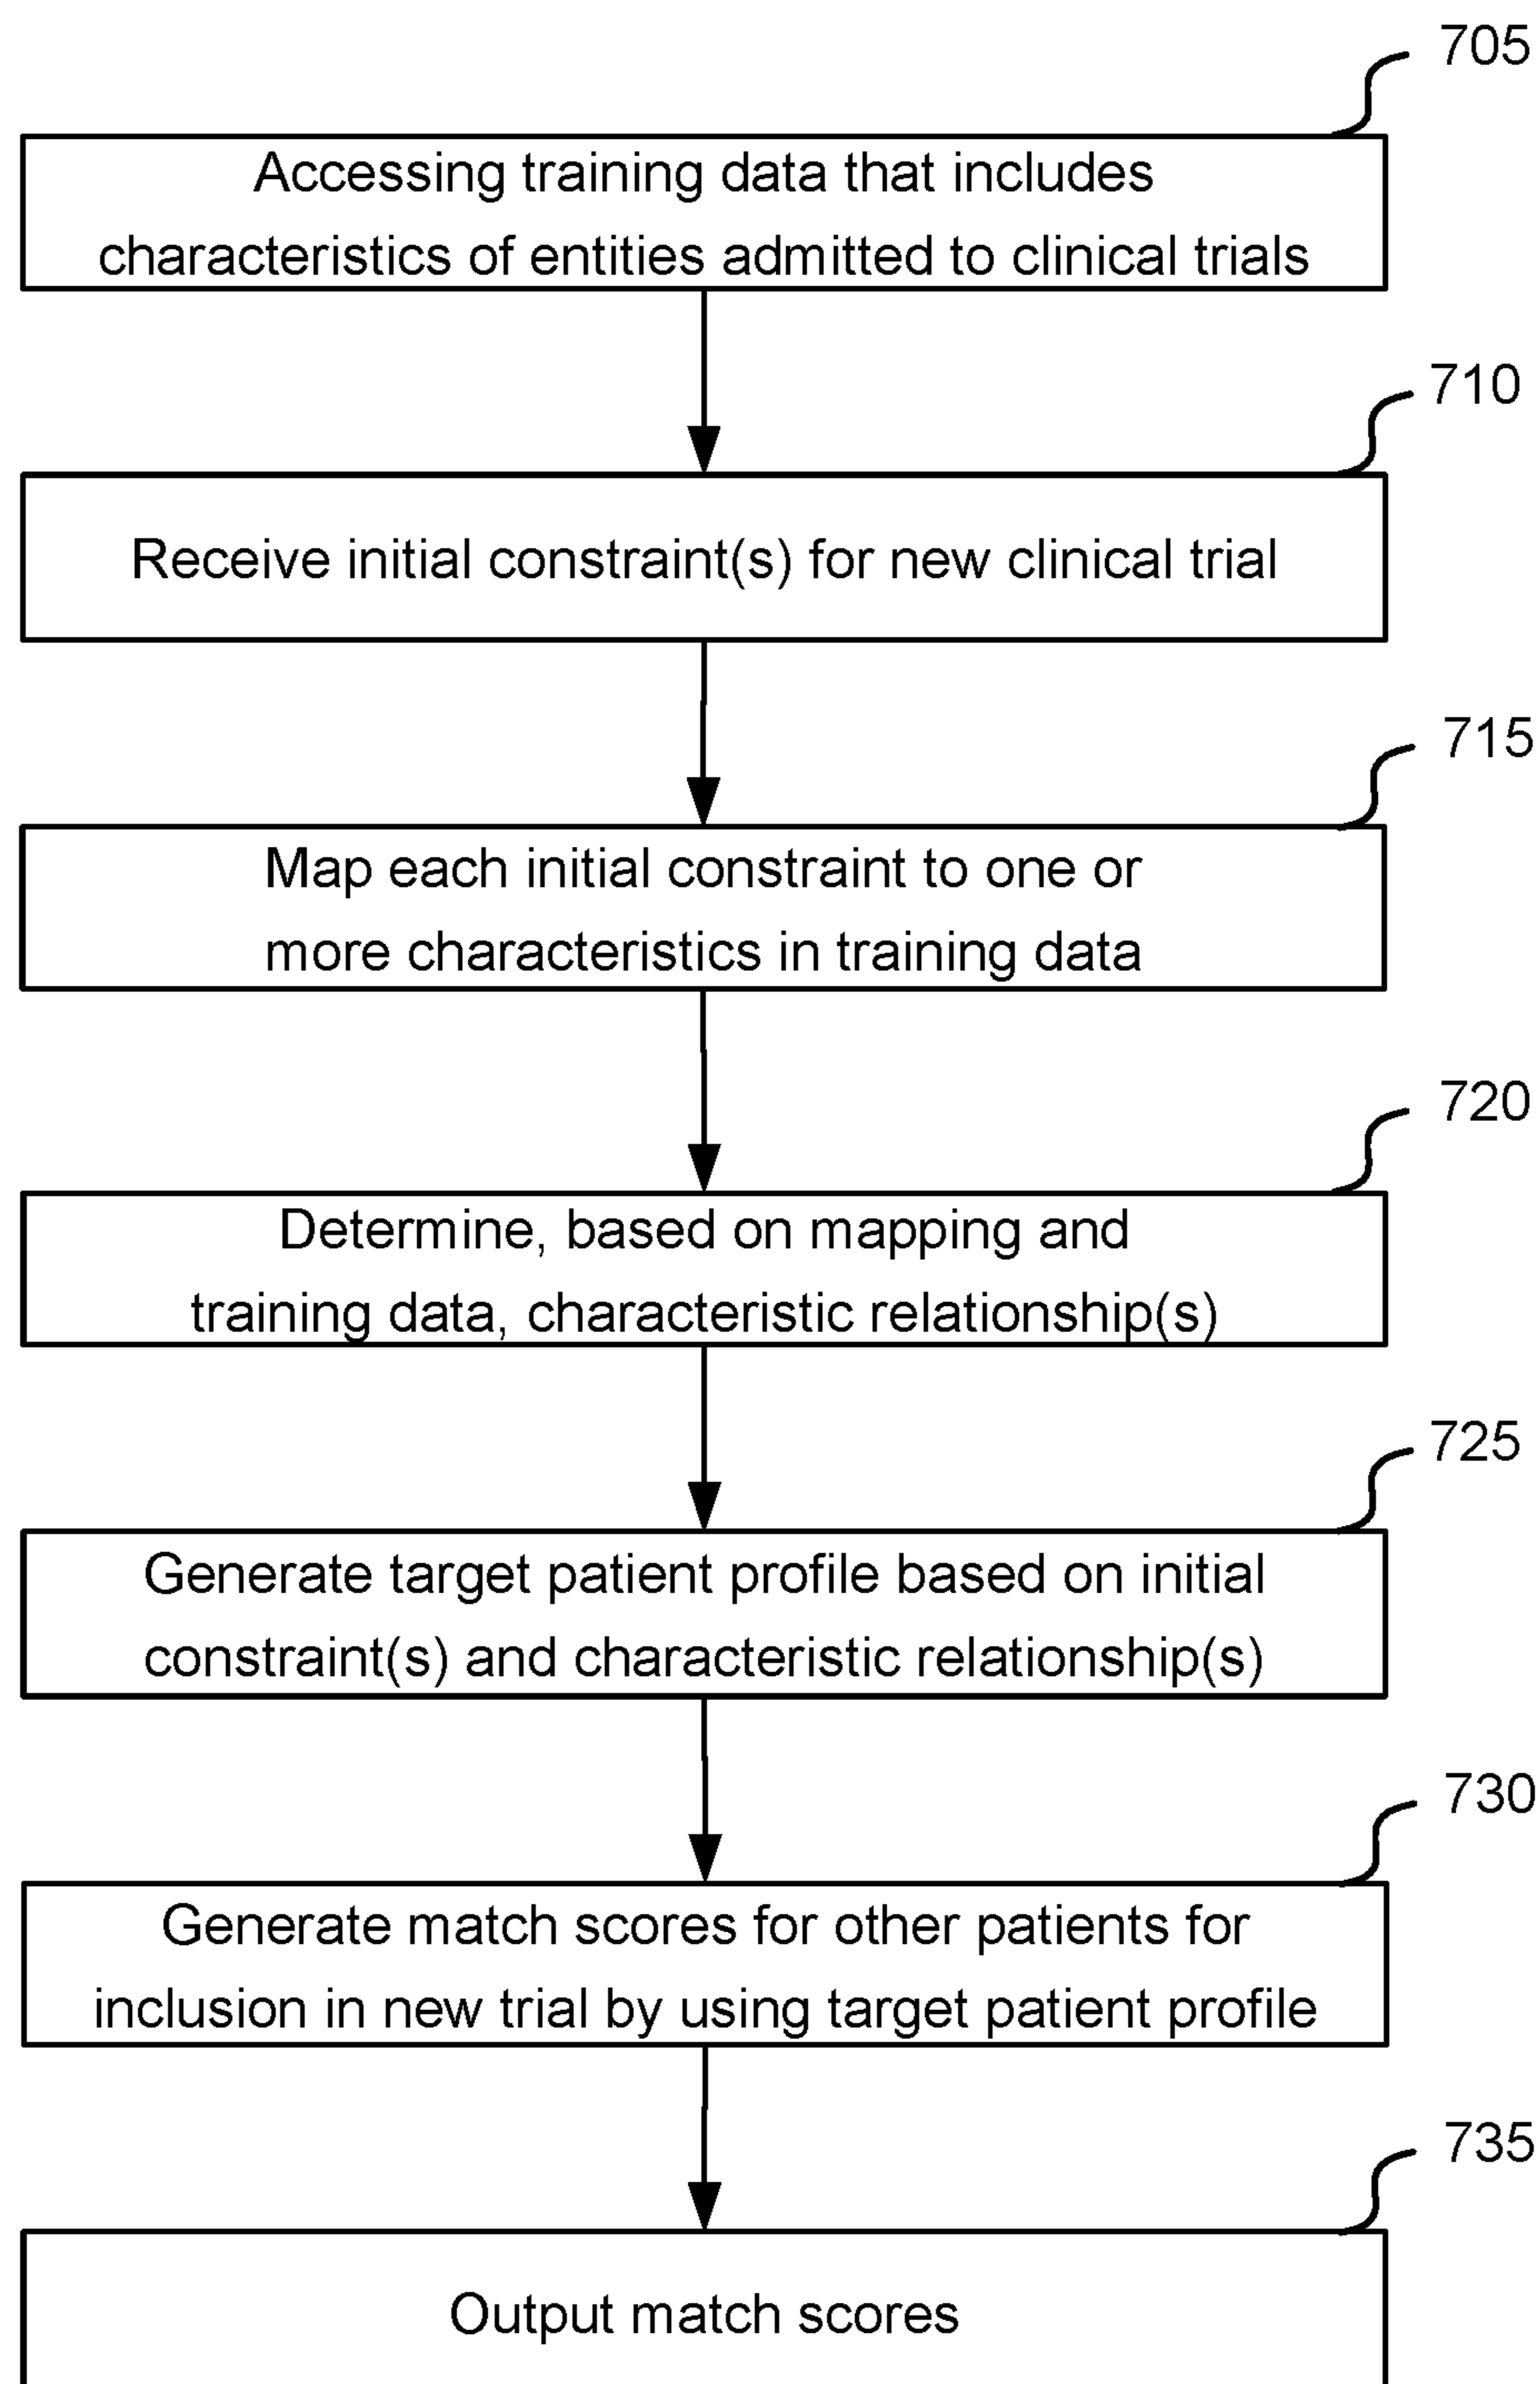 705
Accessing training data that includes
characteristics of entities admitted to clinical trials
710
Receive initial constraint(s) for new clinical trial
715
Map each initial constraint to one or
more characteristics in training data
720
Determine, based on mapping and
training data, characteristic relationship(s)
725
Generate target patient profile based on initial
constraint(s) and characteristic relationship(s)
730
Generate match scores for other patients for
inclusion in new trial by using target patient profile
735
Output match scores